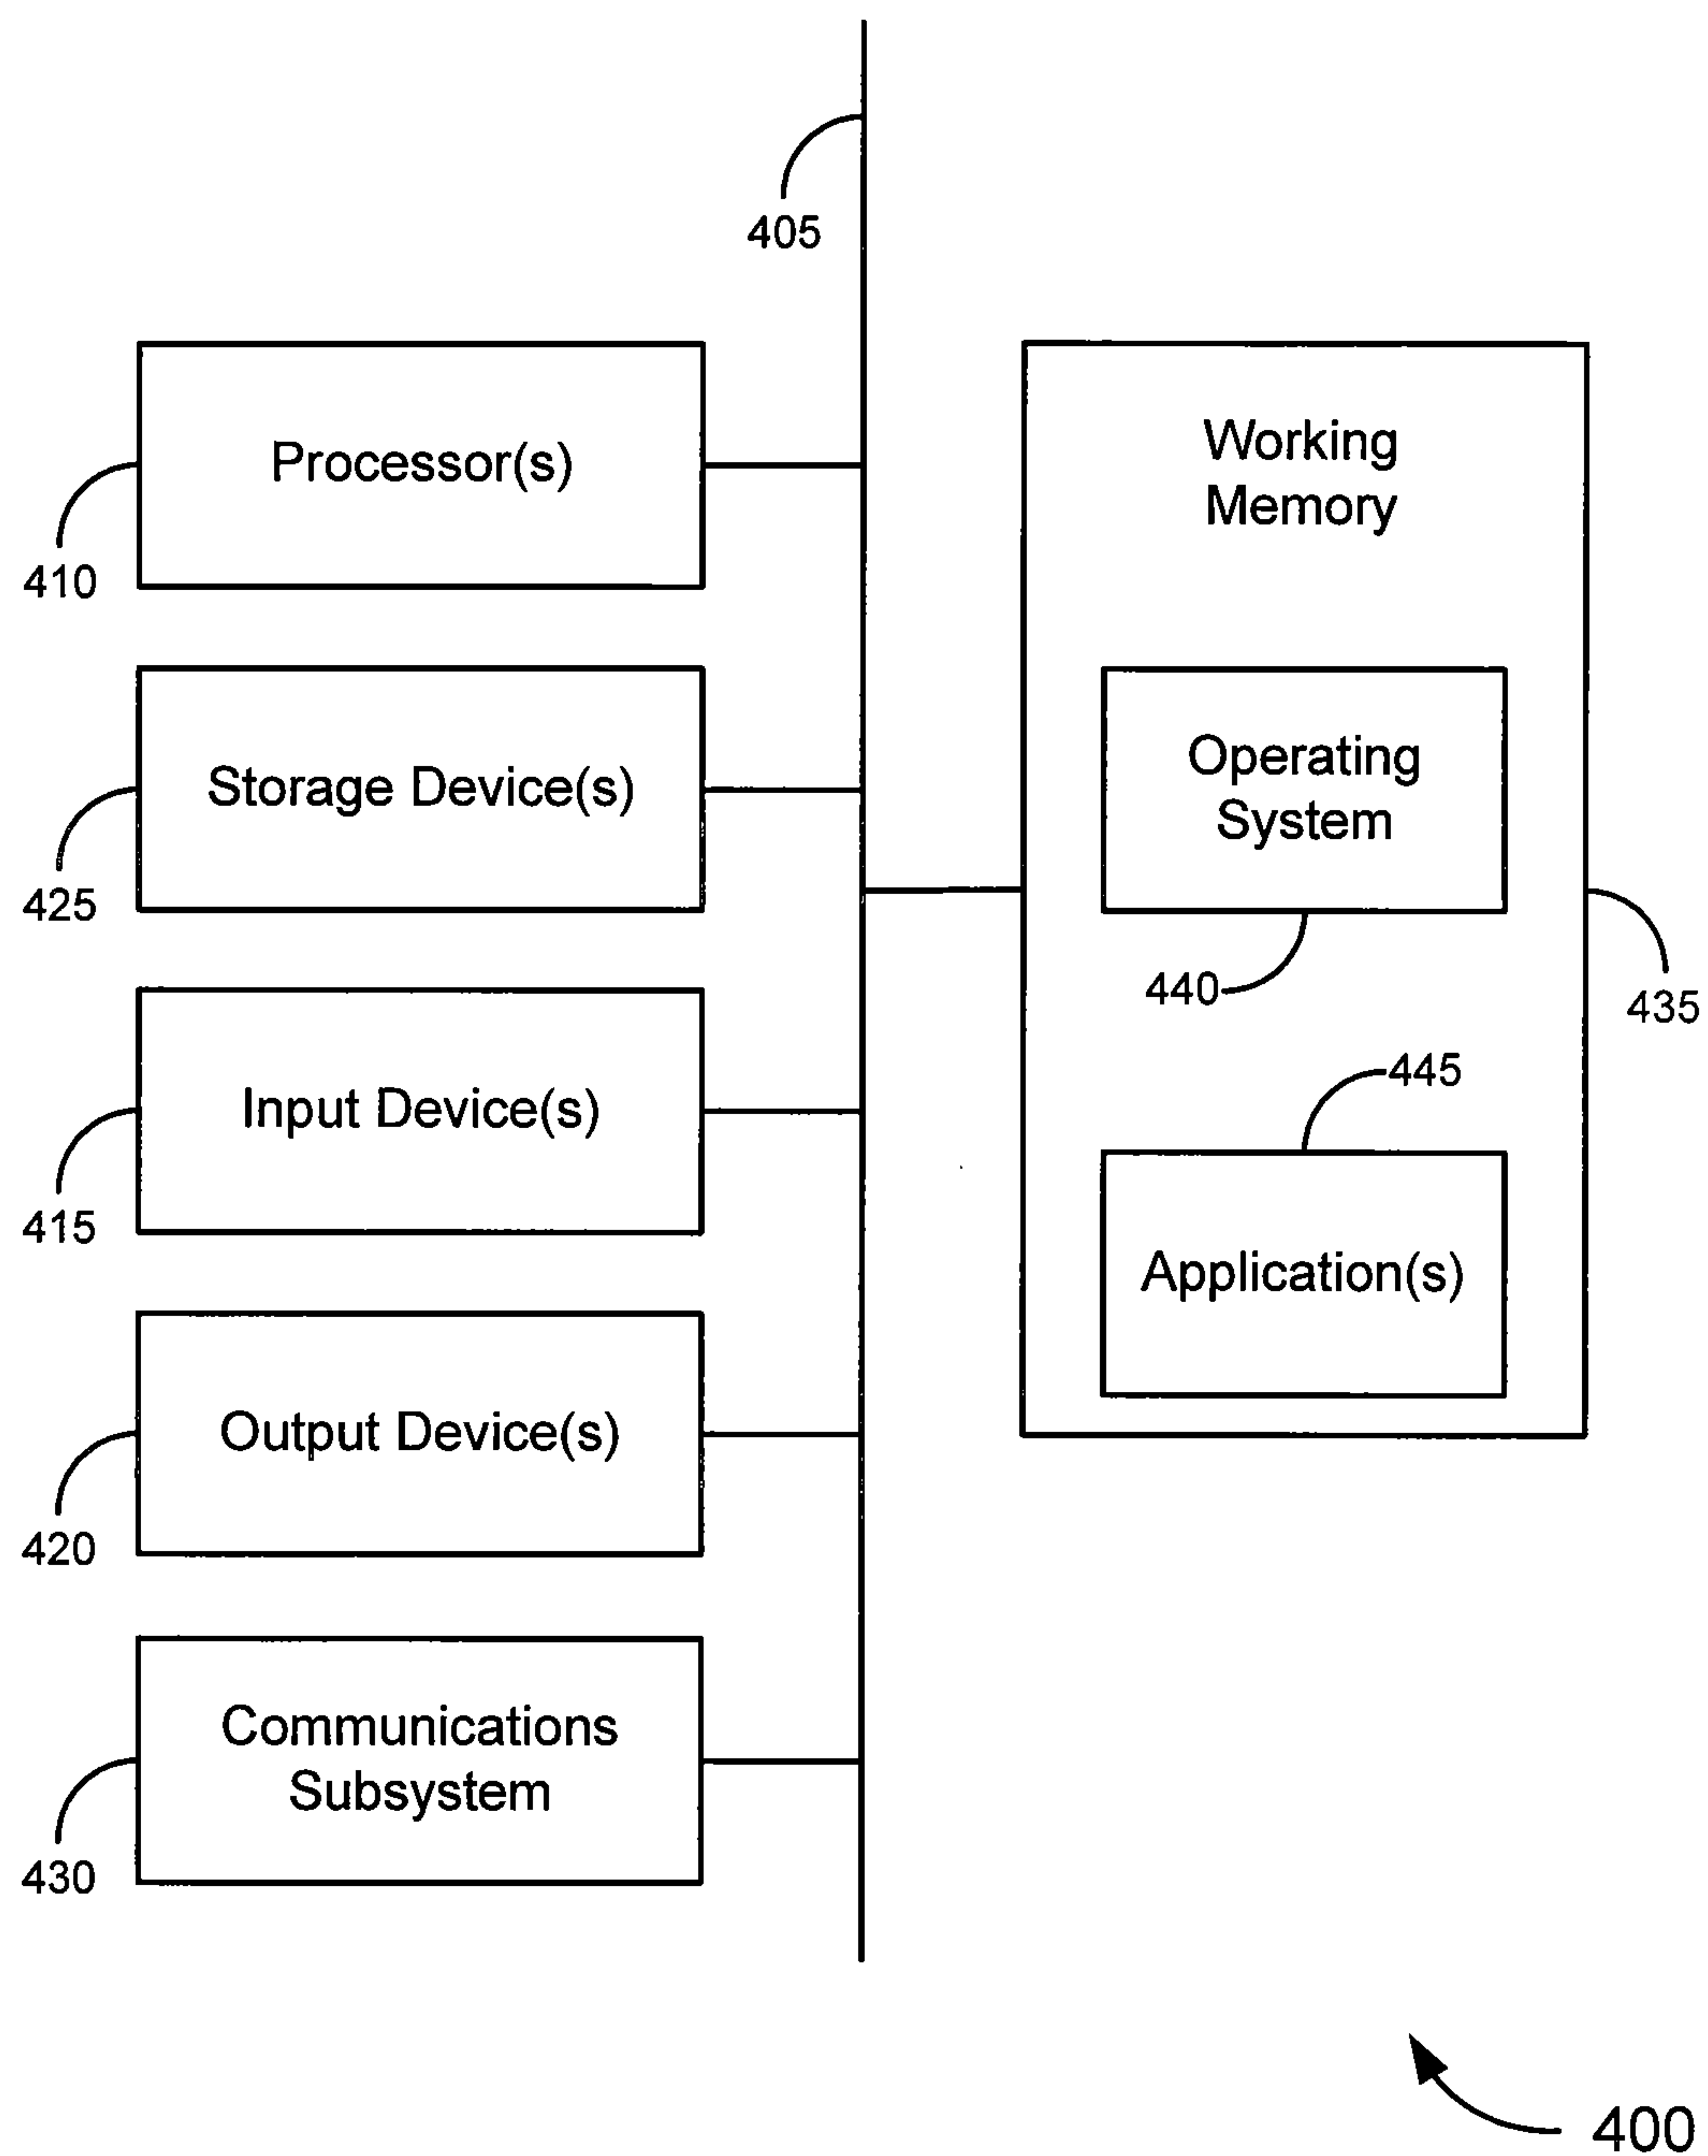 405
Processor(s)
410
Storage Device(s)
425
Input Device(s)
415
Output Device(s)
420
Communications
Subsystem
430
Working
Memory
Operating
System
440
435
445
Application(s)
400